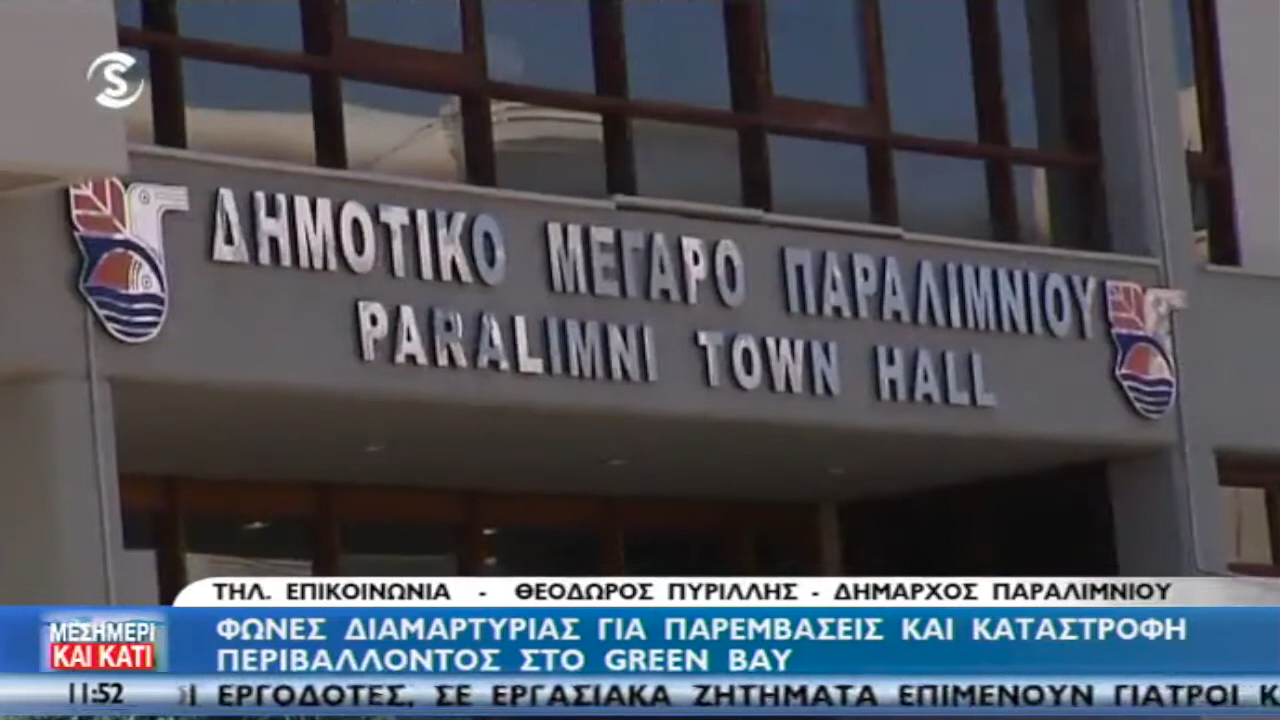 S
ΔΗΜΟΤΙΚΟ ΜΕΓΑΡΟ ΠΑΡΑΛΙΜΝΙΟΥ
PARALIMNI TOWN HALL
ΤΗΛ. ΕΠΙΚΟΙΝΩΝΙΑ - ΘΕΟΔΩΡΟΣ ΠΥΡΙΛΛΗΣ - ΔΗΜΑΡΧΟΣ ΠΑΡΑΛΙΜΝΙΟΥ
ΜΕΣΗΜΕΡΙ
ΚΑΙ ΚΑΤΙ
ΦΩΝΕΣ ΔΙΑΜΑΡΤΥΡΙΑΣ ΓΙΑ ΠΑΡΕΜΒΑΣΕΙΣ ΚΑΙ ΚΑΤΑΣΤΡΟΦΗ
ΠΕΡΙΒΑΛΛΟΝΤΟΣ ΣΤΟ GREEN BAY
11:52 ΕΡΓΟΔΟΤΕΣ, ΣΕ ΕΡΓΑΣΙΑΚΑ ΖΗΤΗΜΑΤΑ ΕΠΙΜΕΝΟΥΝ ΓΙΑΤΡΟΙ Κ